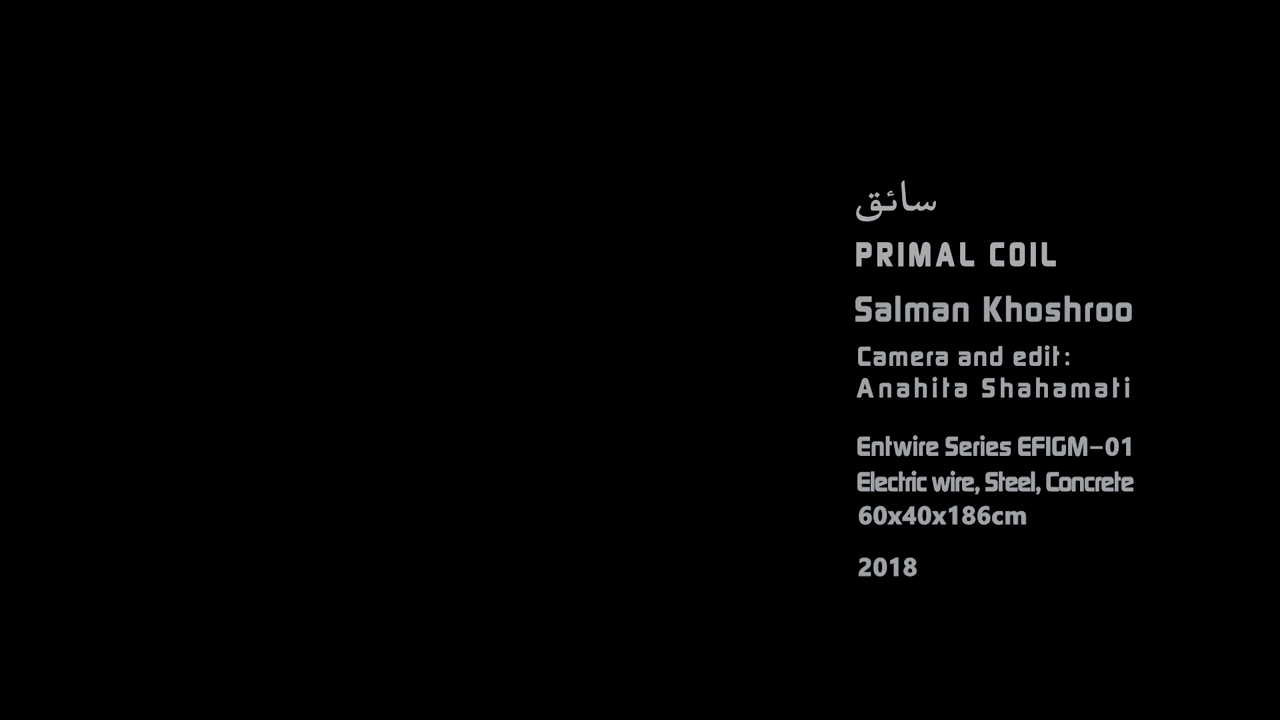 سائق
PRIMAL COIL
Salman Khoshroo
Camera and edit:
Anahita Shahamati
Entwire Series EFIGM-01
Electric wire, Steel, Concrete
60x40x186cm
2018